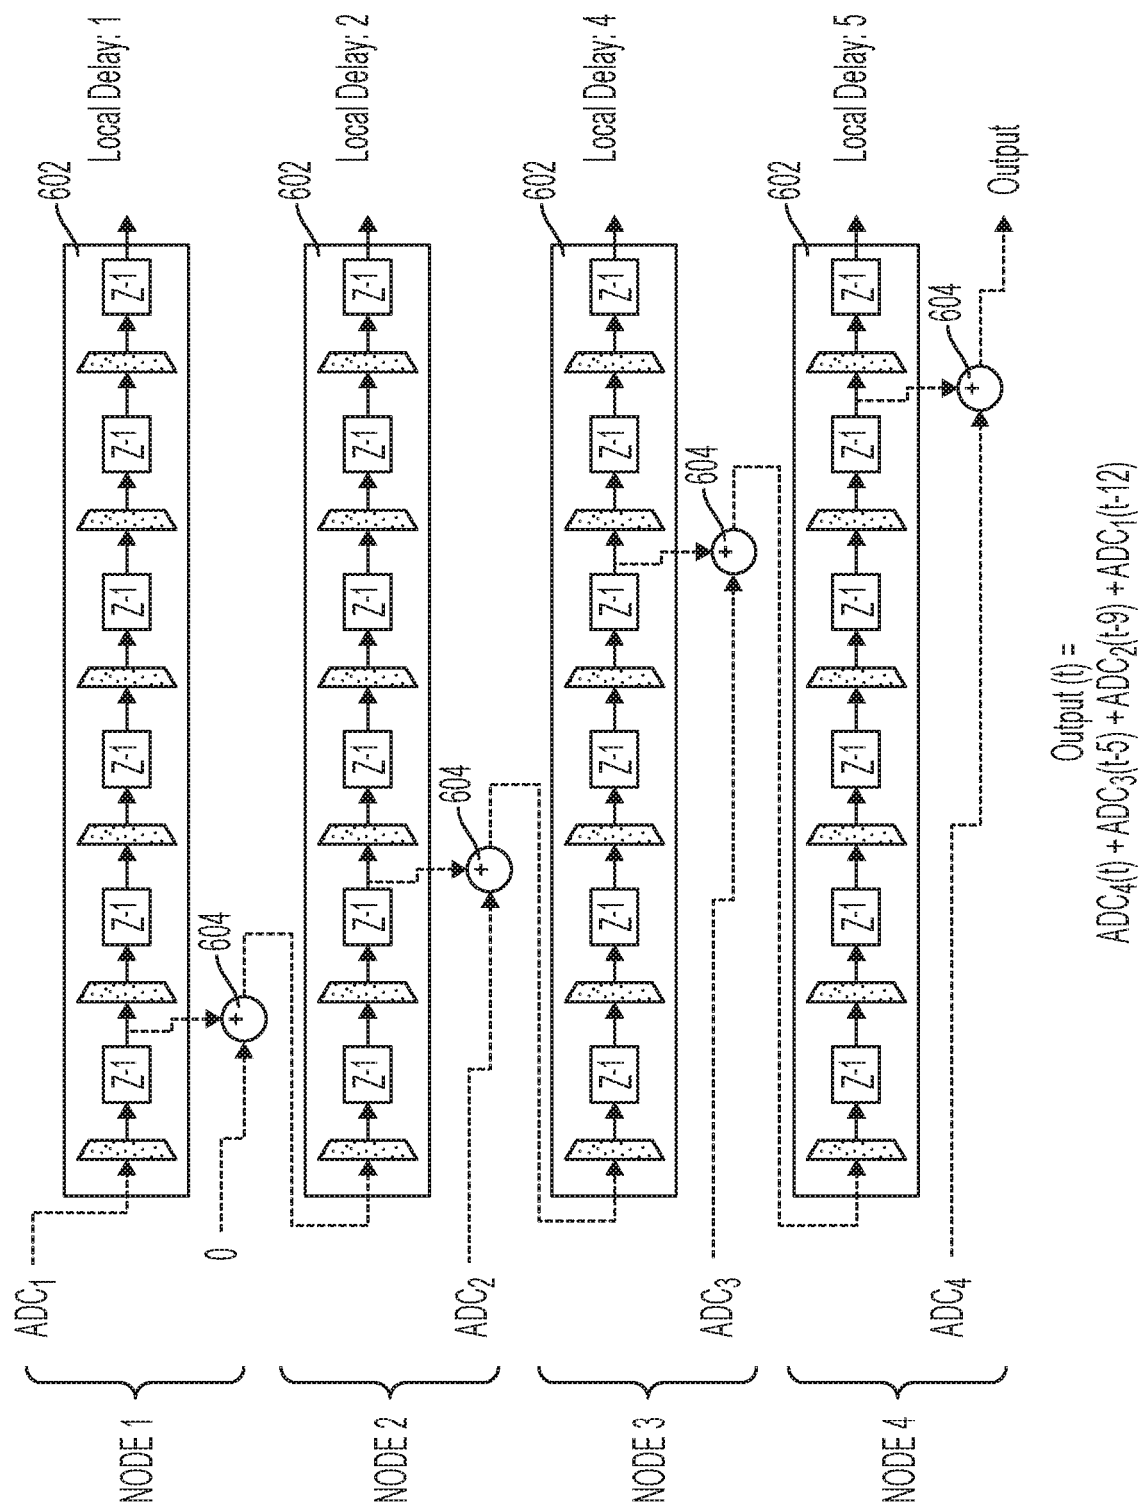 NODE 1
ADC1
0
Z-1
Z-1
Z-1
Z-1
Z-1
Z-1
604
602
Local Delay: 1
NODE 2
ADC2
Z-1
Z-1
Z-1
Z-1
Z-1
Z-1
604
602
Local Delay: 2
NODE 3
ADC3
Z-1
Z-1
Z-1
Z-1
Z-1
Z-1
604
602
Local Delay: 4
NODE 4
ADC4
Z-1
Z-1
Z-1
Z-1
Z-1
Z-1
604
602
Local Delay: 5
+
+
+
+
Output
Output (t) =
ADC4(t) + ADC3(t-5) + ADC2(t-9) + ADC1(t-12)